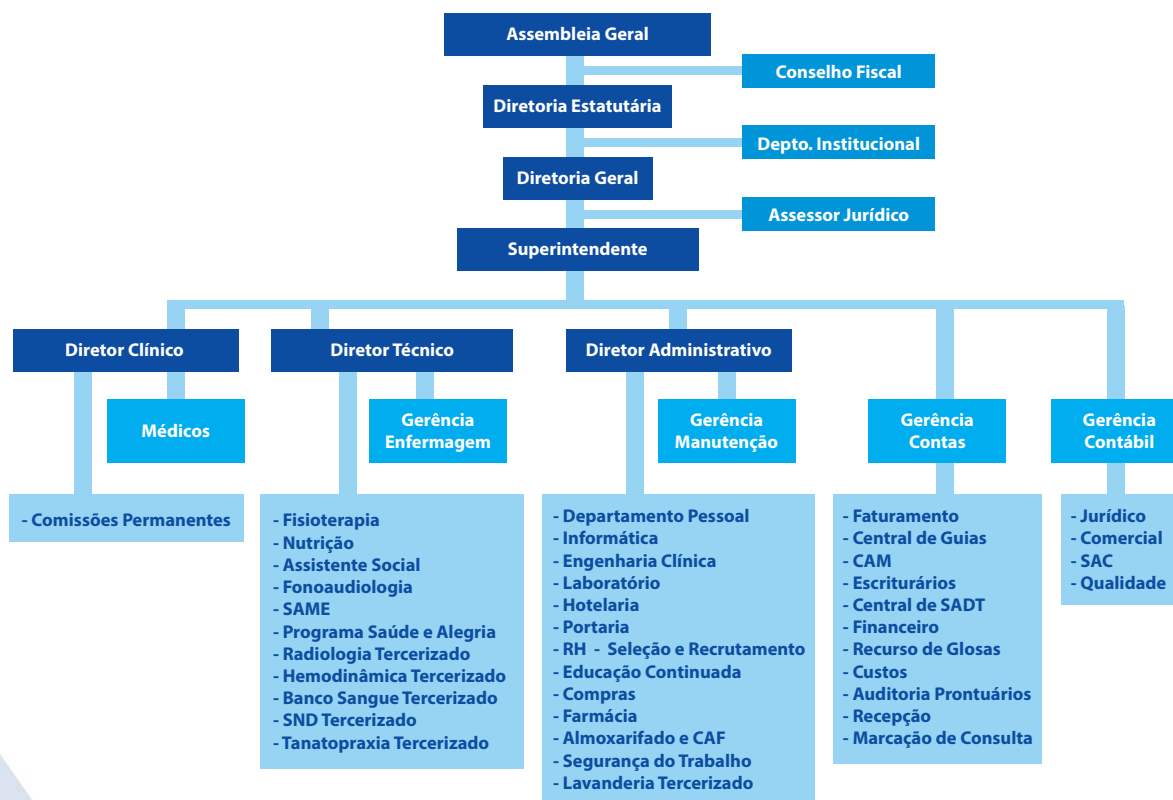 Assembleia Geral
Conselho Fiscal
Diretoria Estatutária
Depto. Institucional
Diretoria Geral
Assessor Jurídico
Superintendente
Diretor Clínico
Diretor Técnico
Diretor Administrativo
Médicos
Gerência
Enfermagem
Gerência
Manutenção
Gerência
Contas
Gerência
Contábil
- Comissões Permanentes
- Fisioterapia
- Nutrição
- Assistente Social
- Fonoaudiologia
- SAME
- Programa Saúde e Alegria
- Radiologia Tercerizado
- Hemodinâmica Tercerizado
- Banco Sangue Tercerizado
- SND Tercerizado
- Tanatopraxia Tercerizado
- Departamento Pessoal
- Informática
- Engenharia Clínica
- Laboratório
- Hotelaria
- Portaria
- RH - Seleção e Recrutamento
- Educação Continuada
- Compras
- Farmácia
- Almoxarifado e CAF
- Segurança do Trabalho
- Lavanderia Tercerizado
- Faturamento
- Central de Guias
- CAM
- Escriturários
- Central de SADT
- Financeiro
- Recurso de Glosas
- Custos
- Auditoria Prontuários
- Recepção
- Marcação de Consulta
- Jurídico
- Comercial
- SAC
- Qualidade